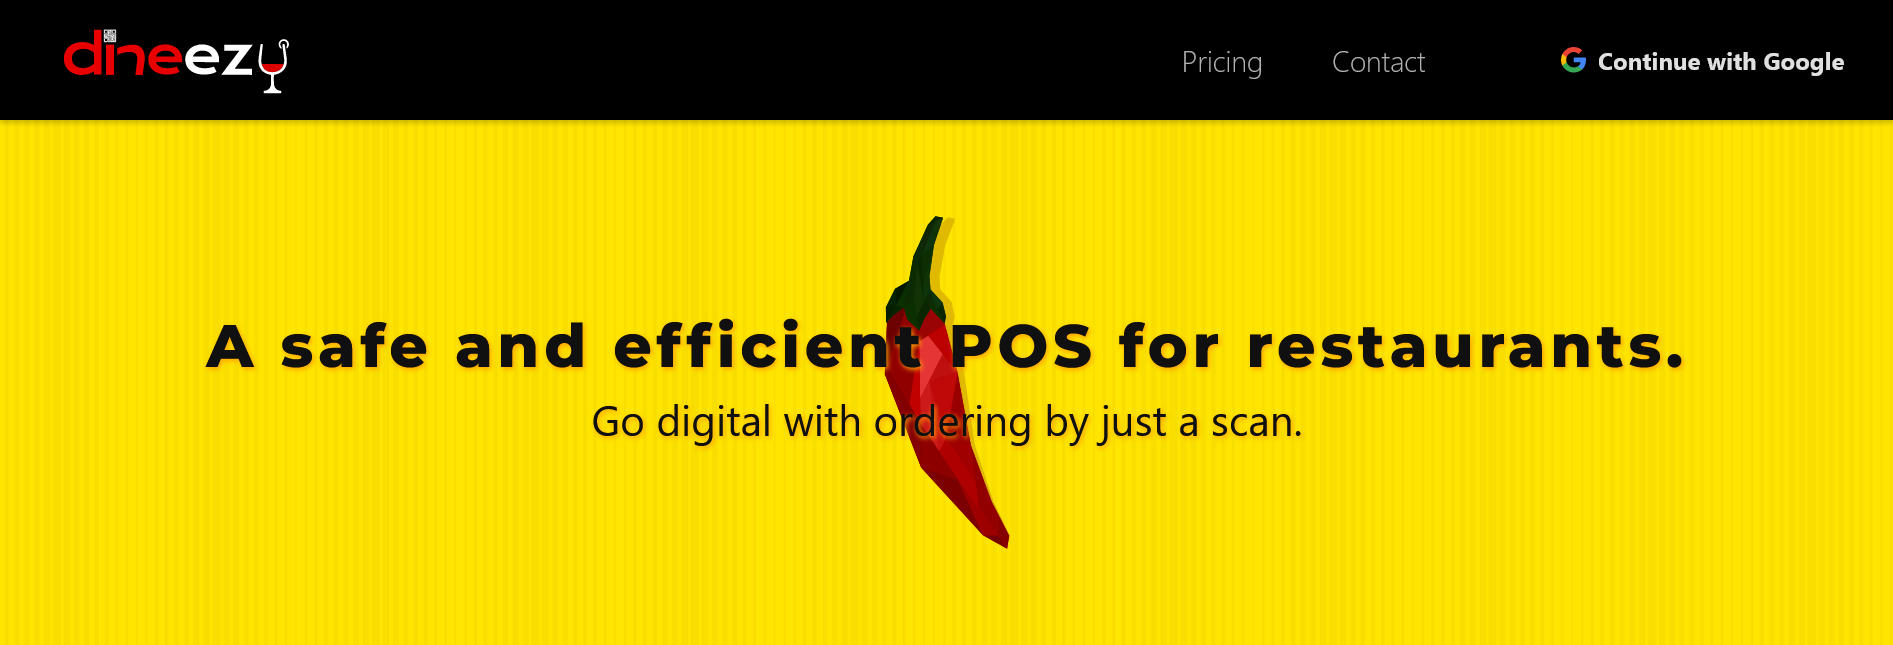 dineezy
Pricing
Contact
Continue with Google
A safe and efficient POS for restaurants.
Go digital with ordering by just a scan.